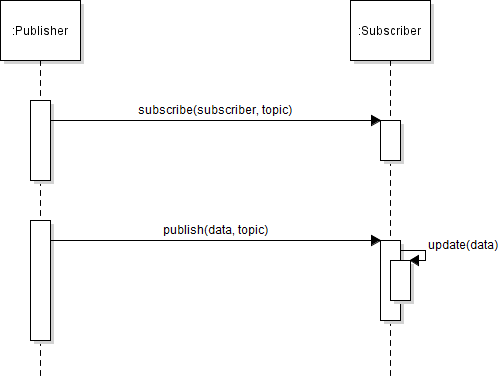 :Publisher
:Subscriber
subscribe(subscriber, topic)
publish(data, topic)
update(data)